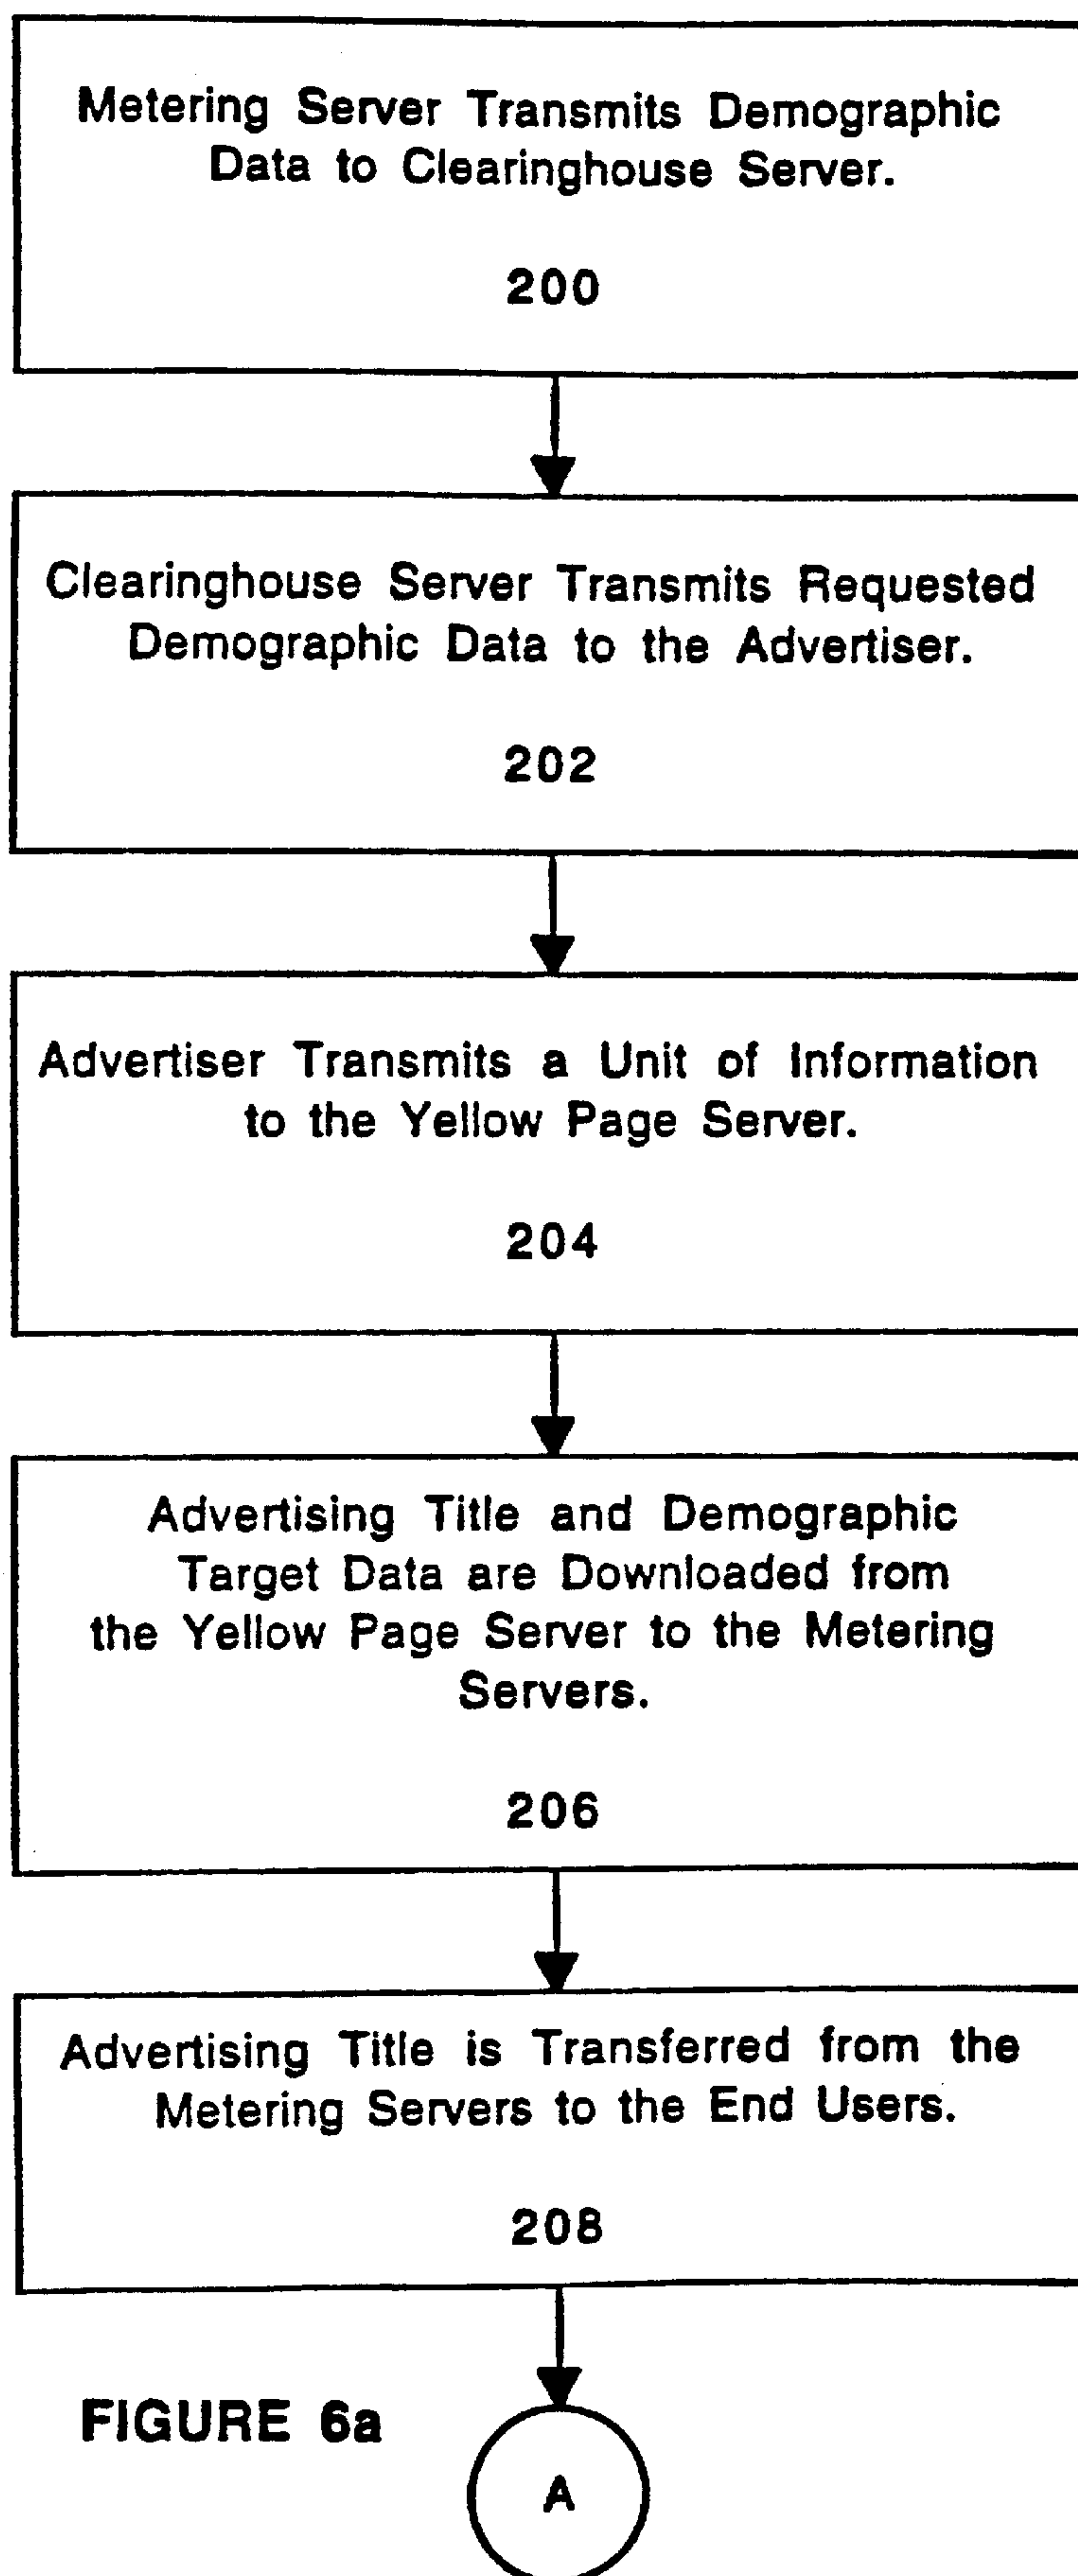 Metering Server Transmits Demographic
Data to Clearinghouse Server.
200
Clearinghouse Server Transmits Requested
Demographic Data to the Advertiser.
202
Advertiser Transmits a Unit of Information
to the Yellow Page Server.
204
Advertising Title and Demographic
Target Data are Downloaded from
the Yellow Page Server to the Metering
Servers.
206
Advertising Title is Transferred from the
Metering Servers to the End Users.
208
FIGURE 6a
A